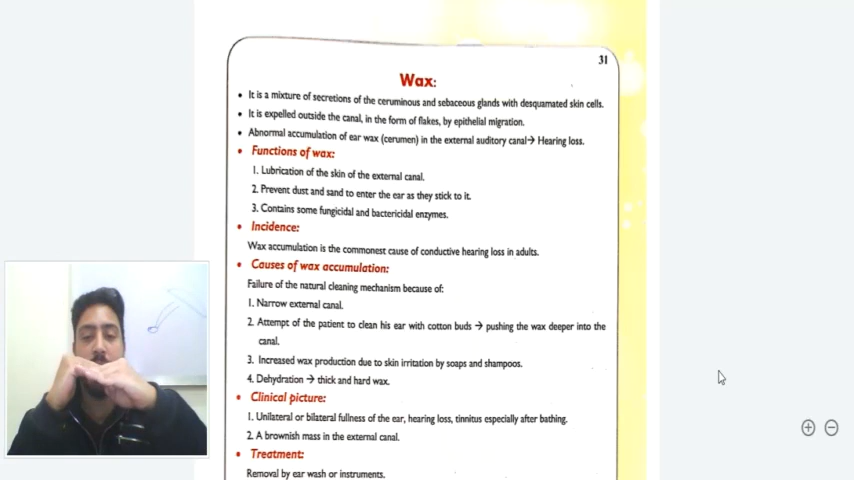 31
Wax:
• It is a mixture of secretions of the ceruminous and sebaceous glands with desquamated skin cells.
• It is expelled outside the canal, in the form of flakes, by epithelial migration.
• Abnormal accumulation of ear wax (cerumen) in the external auditory canal→ Hearing loss.
• Functions of wax:
1. Lubrication of the skin of the external canal.
2. Prevent dust and sand to enter the ear as they stick to it.
3. Contains some fungicidal and bactericidal enzymes.
• Incidence:
Wax accumulation is the commonest cause of conductive hearing loss in adults.
• Causes of wax accumulation:
Failure of the natural cleaning mechanism because of:
1. Narrow external canal.
2. Attempt of the patient to clean his ear with cotton buds → pushing the wax deeper into the
canal.
3. Increased wax production due to skin irritation by soaps and shampoos.
4. Dehydration → thick and hard wax.
• Clinical picture:
1. Unilateral or bilateral fullness of the ear, hearing loss, tinnitus especially after bathing.
2. A brownish mass in the external canal.
• Treatment:
Removal by ear wash or instruments.